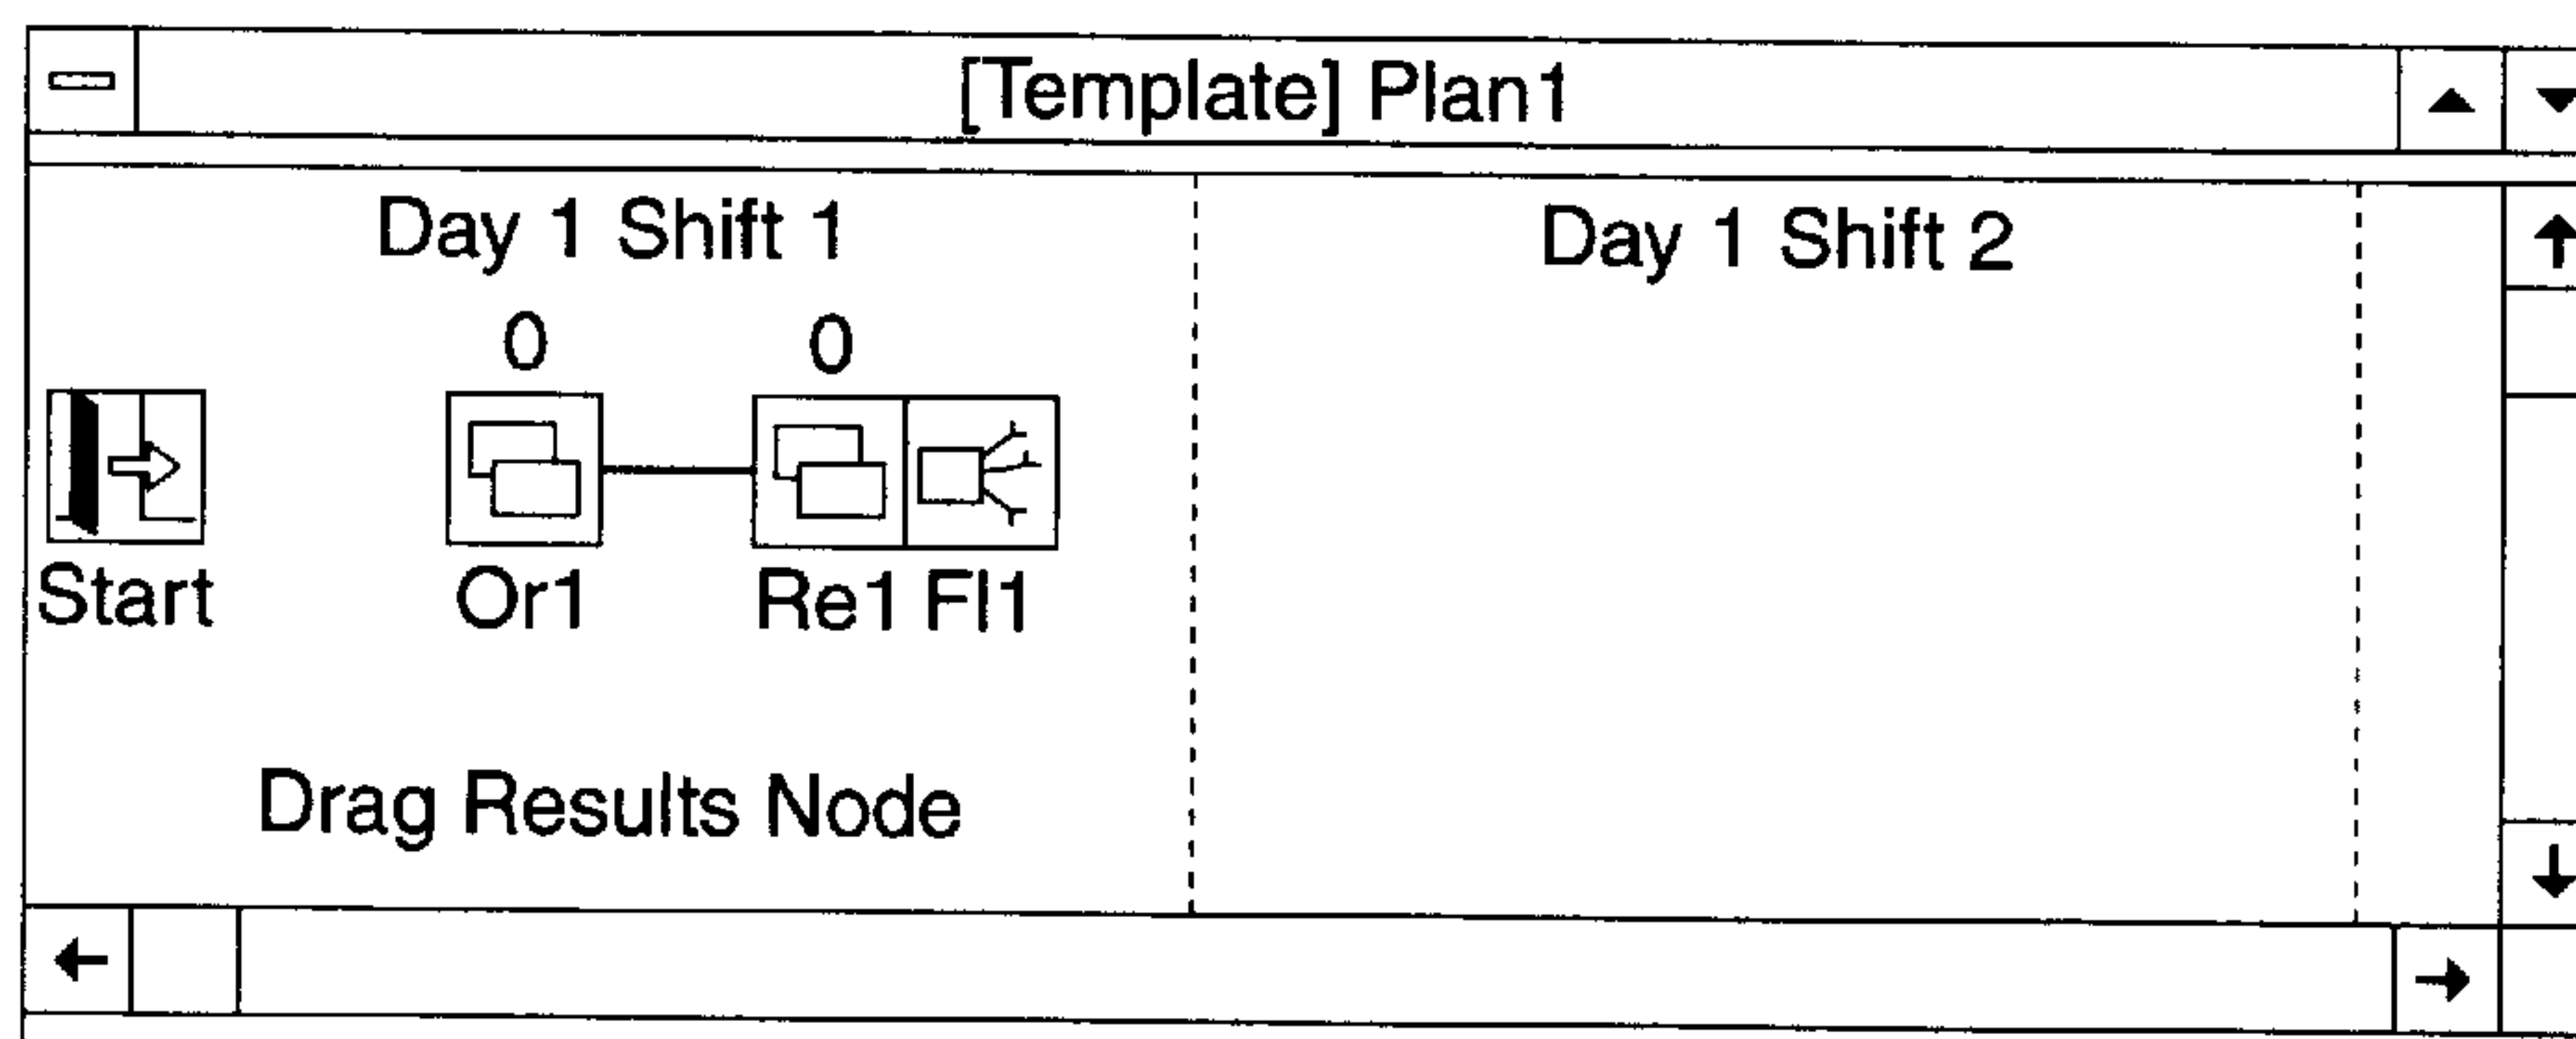 [Template] Plan1
Day 1 Shift 1
Day 1 Shift 2
0 0
Start Or1 Re1 Fl1
Drag Results Node